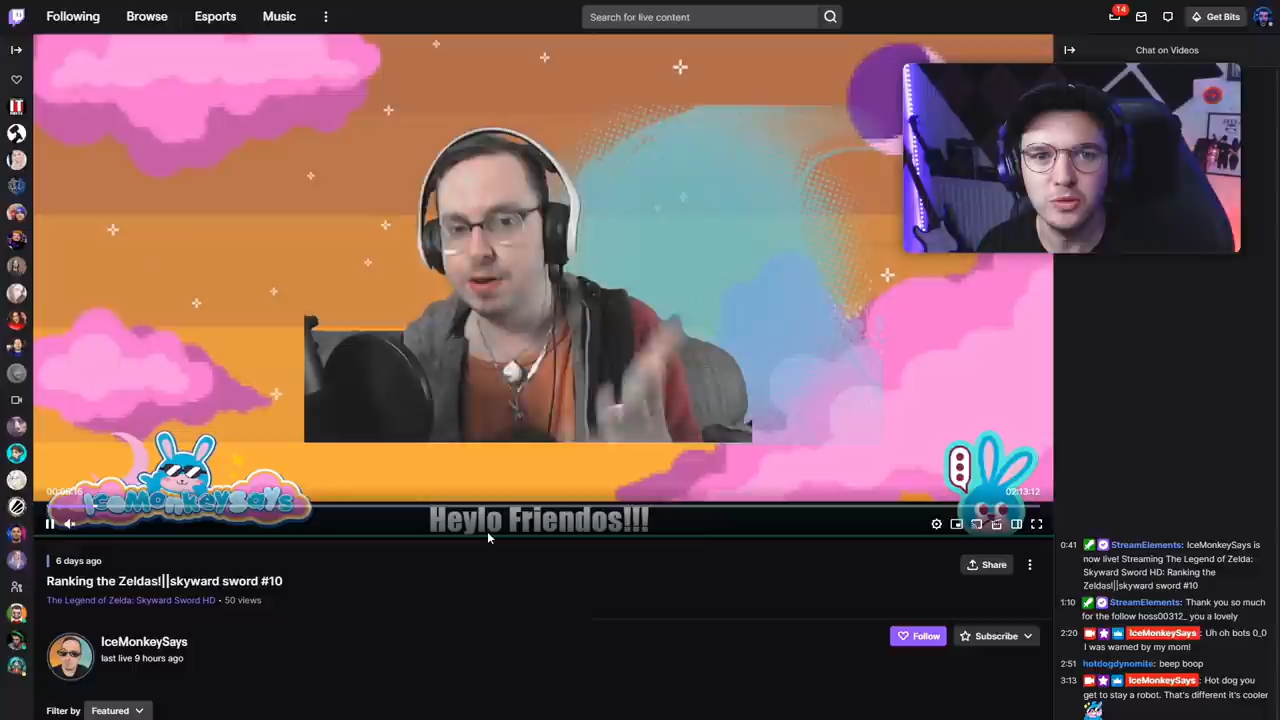 Following
Browse
Esports
Music
Search for live content
14
Get Bits
Chat on Videos
IceMonkeySays
02:13:12
Heylo Friendos!!!
6 days ago
Ranking the Zeldas!||skyward sword #10
The Legend of Zelda: Skyward Sword HD • 50 views
Share
IceMonkeySays
last live 9 hours ago
Follow
Subscribe
Filter by
Featured
0:41 StreamElements: IceMonkeySays is
now live! Streaming The Legend of Zelda:
Skyward Sword HD: Ranking the
Zeldas!||skyward sword #10
1:10 StreamElements: Thank you so much
for the follow hoss00312_ you a lovely
2:20 IceMonkeySays: Uh oh bots 0_0
I was warned by my mom!
2:51 hotdogdynomite: beep boop
3:13 IceMonkeySays: Hot dog you
get to stay a robot. That's different it's cooler